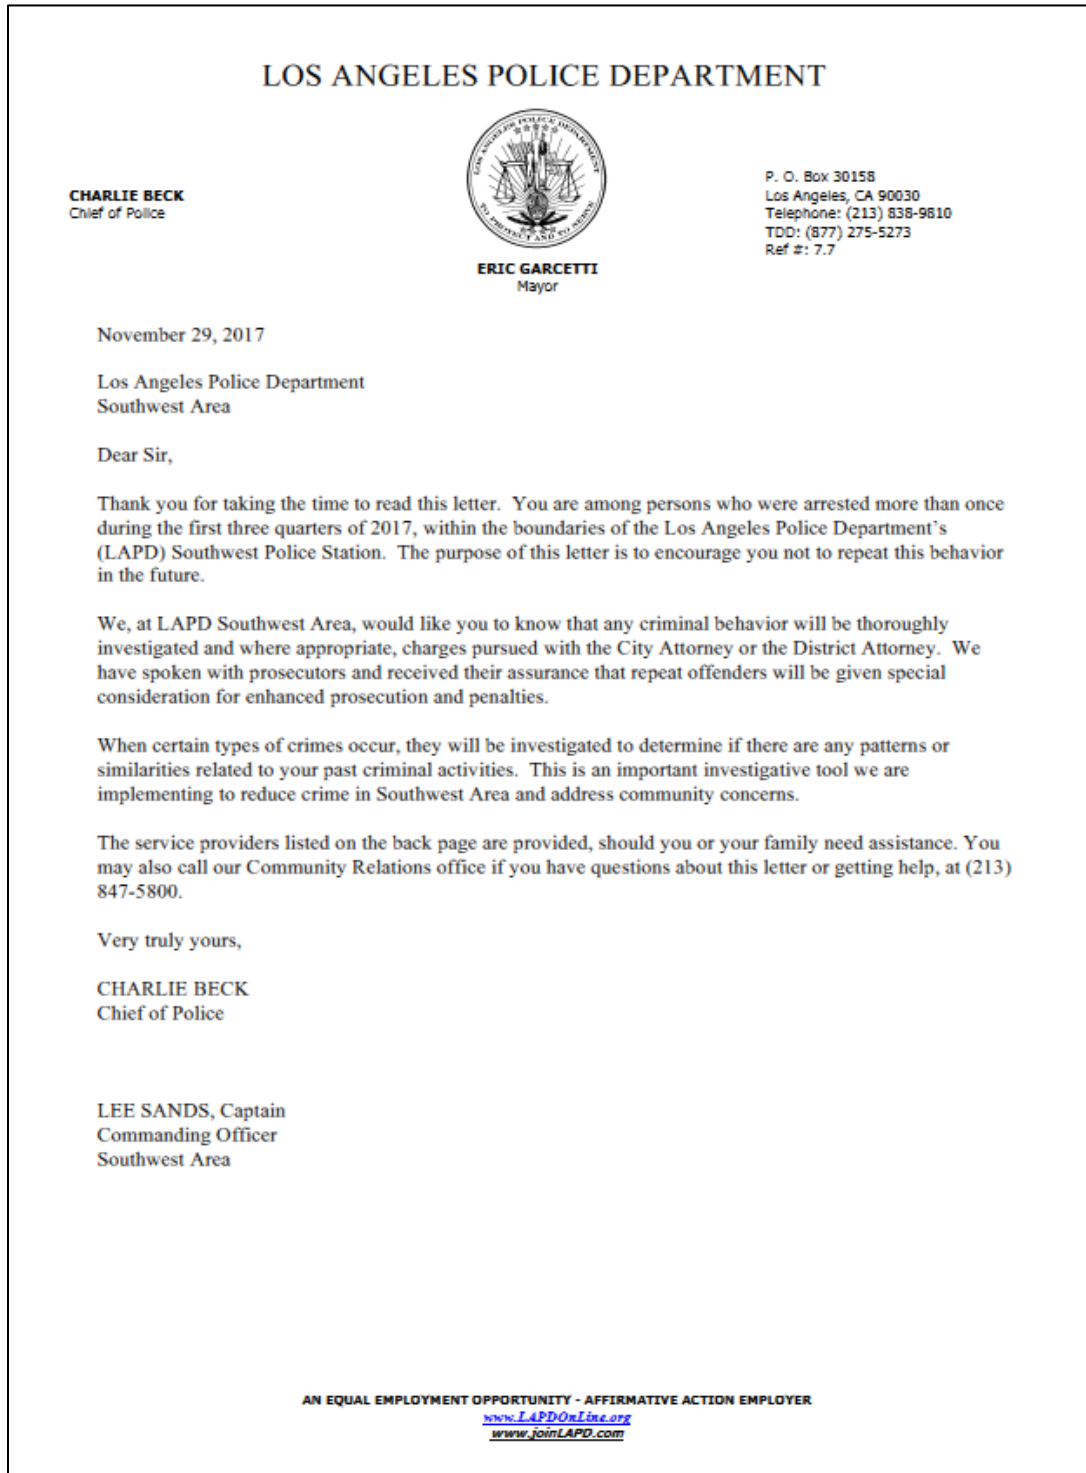 LOS ANGELES POLICE DEPARTMENT
LOS ANGELES POLICE DEPARTMENT
TO PROTECT AND TO SERVE
CHARLIE BECK
Chief of Police
P. O. Box 30158
Los Angeles, CA 90030
Telephone: (213) 838-9810
TDD: (877) 275-5273
Ref #: 7.7
ERIC GARCETTI
Mayor
November 29, 2017
Los Angeles Police Department
Southwest Area
Dear Sir,
Thank you for taking the time to read this letter.  You are among persons who were arrested more than once
during the first three quarters of 2017, within the boundaries of the Los Angeles Police Department's
(LAPD) Southwest Police Station.  The purpose of this letter is to encourage you not to repeat this behavior
in the future.
We, at LAPD Southwest Area, would like you to know that any criminal behavior will be thoroughly
investigated and where appropriate, charges pursued with the City Attorney or the District Attorney.  We
have spoken with prosecutors and received their assurance that repeat offenders will be given special
consideration for enhanced prosecution and penalties.
When certain types of crimes occur, they will be investigated to determine if there are any patterns or
similarities related to your past criminal activities.  This is an important investigative tool we are
implementing to reduce crime in Southwest Area and address community concerns.
The service providers listed on the back page are provided, should you or your family need assistance. You
may also call our Community Relations office if you have questions about this letter or getting help, at (213)
847-5800.
Very truly yours,
CHARLIE BECK
Chief of Police
LEE SANDS, Captain
Commanding Officer
Southwest Area
AN EQUAL EMPLOYMENT OPPORTUNITY - AFFIRMATIVE ACTION EMPLOYER
www.LAPDOnLine.org
www.joinLAPD.com